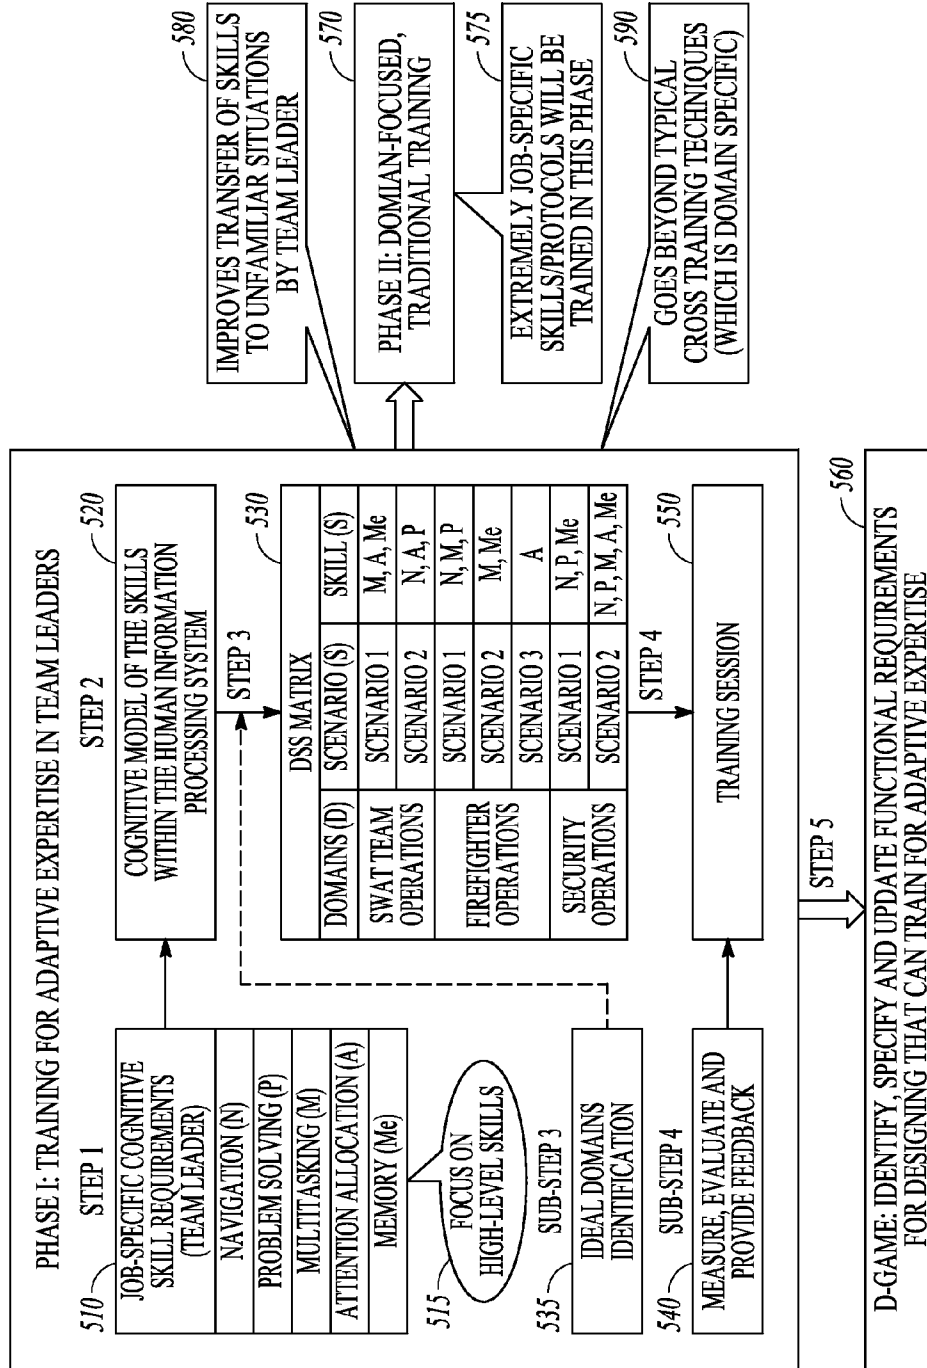 PHASE I: TRAINING FOR ADAPTIVE EXPERTISE IN TEAM LEADERS
STEP 1
510
JOB-SPECIFIC COGNITIVE
SKILL REQUIREMENTS
(TEAM LEADER)
NAVIGATION (N)
PROBLEM SOLVING (P)
MULTITASKING (M)
ATTENTION ALLOCATION (A)
MEMORY (Me)
515
FOCUS ON
HIGH-LEVEL SKILLS
SUB-STEP 3
535
IDEAL DOMAINS
IDENTIFICATION
SUB-STEP 4
540
MEASURE, EVALUATE AND
PROVIDE FEEDBACK
STEP 2
520
COGNITIVE MODEL OF THE SKILLS
WITHIN THE HUMAN INFORMATION
PROCESSING SYSTEM
STEP 3
530
DSS MATRIX
DOMAINS (D) SCENARIO (S) SKILL (S)
SWAT TEAM
OPERATIONS
SCENARIO 1 M, A, Me
SCENARIO 2 N, A, P
FIREFIGHTER
OPERATIONS
SCENARIO 1 N, M, P
SCENARIO 2 M, Me
SCENARIO 3 A
SECURITY
OPERATIONS
SCENARIO 1 N, P, Me
SCENARIO 2 N, P, M, A, Me
STEP 4
550
TRAINING SESSION
580
IMPROVES TRANSFER OF SKILLS
TO UNFAMILIAR SITUATIONS
BY TEAM LEADER
570
PHASE II: DOMIAN-FOCUSED,
TRADITIONAL TRAINING
575
EXTREMELY JOB-SPECIFIC
SKILLS/PROTOCOLS WILL BE
TRAINED IN THIS PHASE
590
GOES BEYOND TYPICAL
CROSS TRAINING TECHNIQUES
(WHICH IS DOMAIN SPECIFIC)
STEP 5
560
D-GAME: IDENTIFY, SPECIFY AND UPDATE FUNCTIONAL REQUIREMENTS
FOR DESIGNING THAT CAN TRAIN FOR ADAPTIVE EXPERTISE